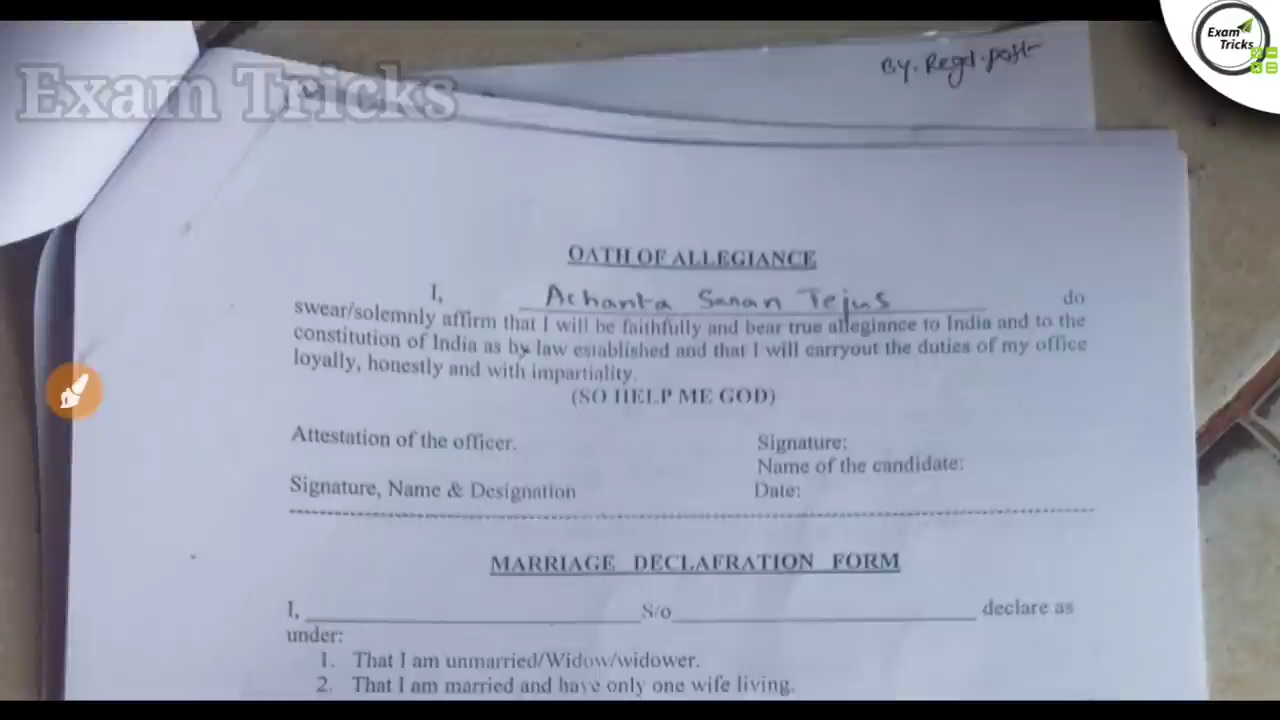 Exam Tricks
Exam
Tricks
By. Regd. post-
OATH OF ALLEGIANCE
I, Achanta Sanan Tejus do
swear/solemnly affirm that I will be faithfully and bear true allegiance to India and to the
constitution of India as by law established and that I will carryout the duties of my office
loyally, honestly and with impartiality.
(SO HELP ME GOD)
Attestation of the officer.
Signature:
Name of the candidate:
Signature, Name & Designation
Date:
MARRIAGE DECLAFRATION FORM
I, ____________ S/o ____________ declare as
under:
1. That I am unmarried/Widow/widower.
2. That I am married and have only one wife living.